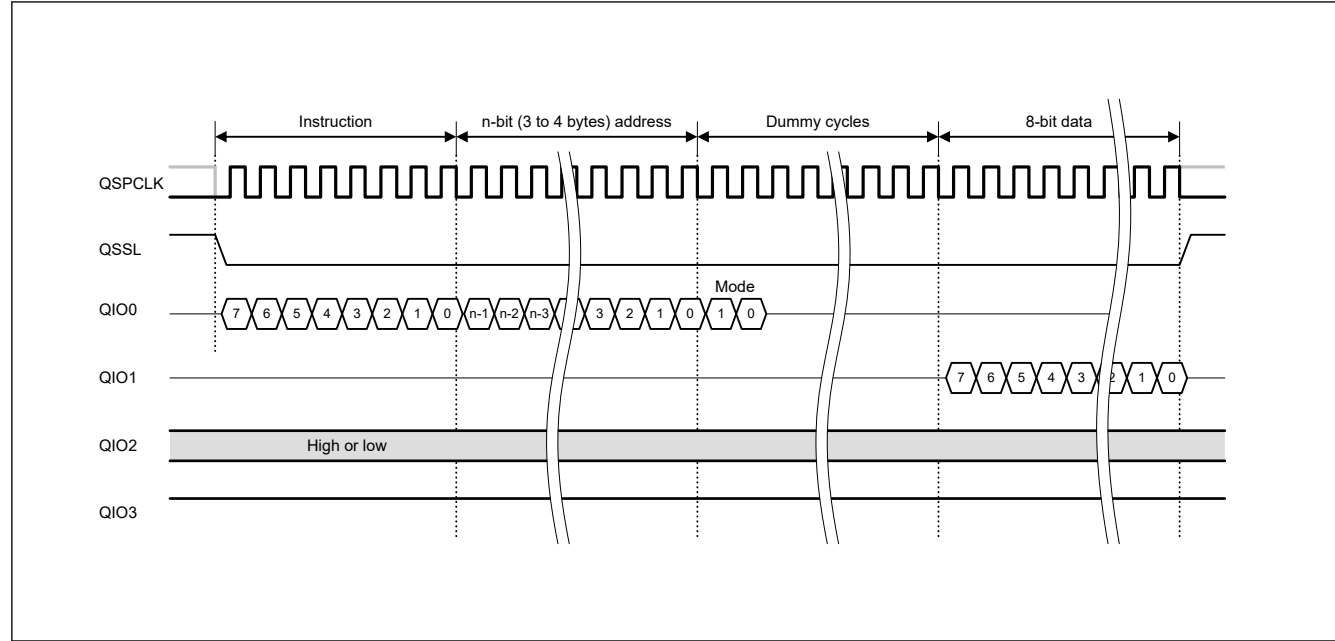 Instruction n-bit (3 to 4 bytes) address Dummy cycles 8-bit data
QSPCLK
QSSL
Mode
QIO0 7 6 5 4 3 2 1 0 n-1 n-2 n-3 3 2 1 0 1 0
QIO1 7 6 5 4 3 2 1 0
QIO2 High or low
QIO3